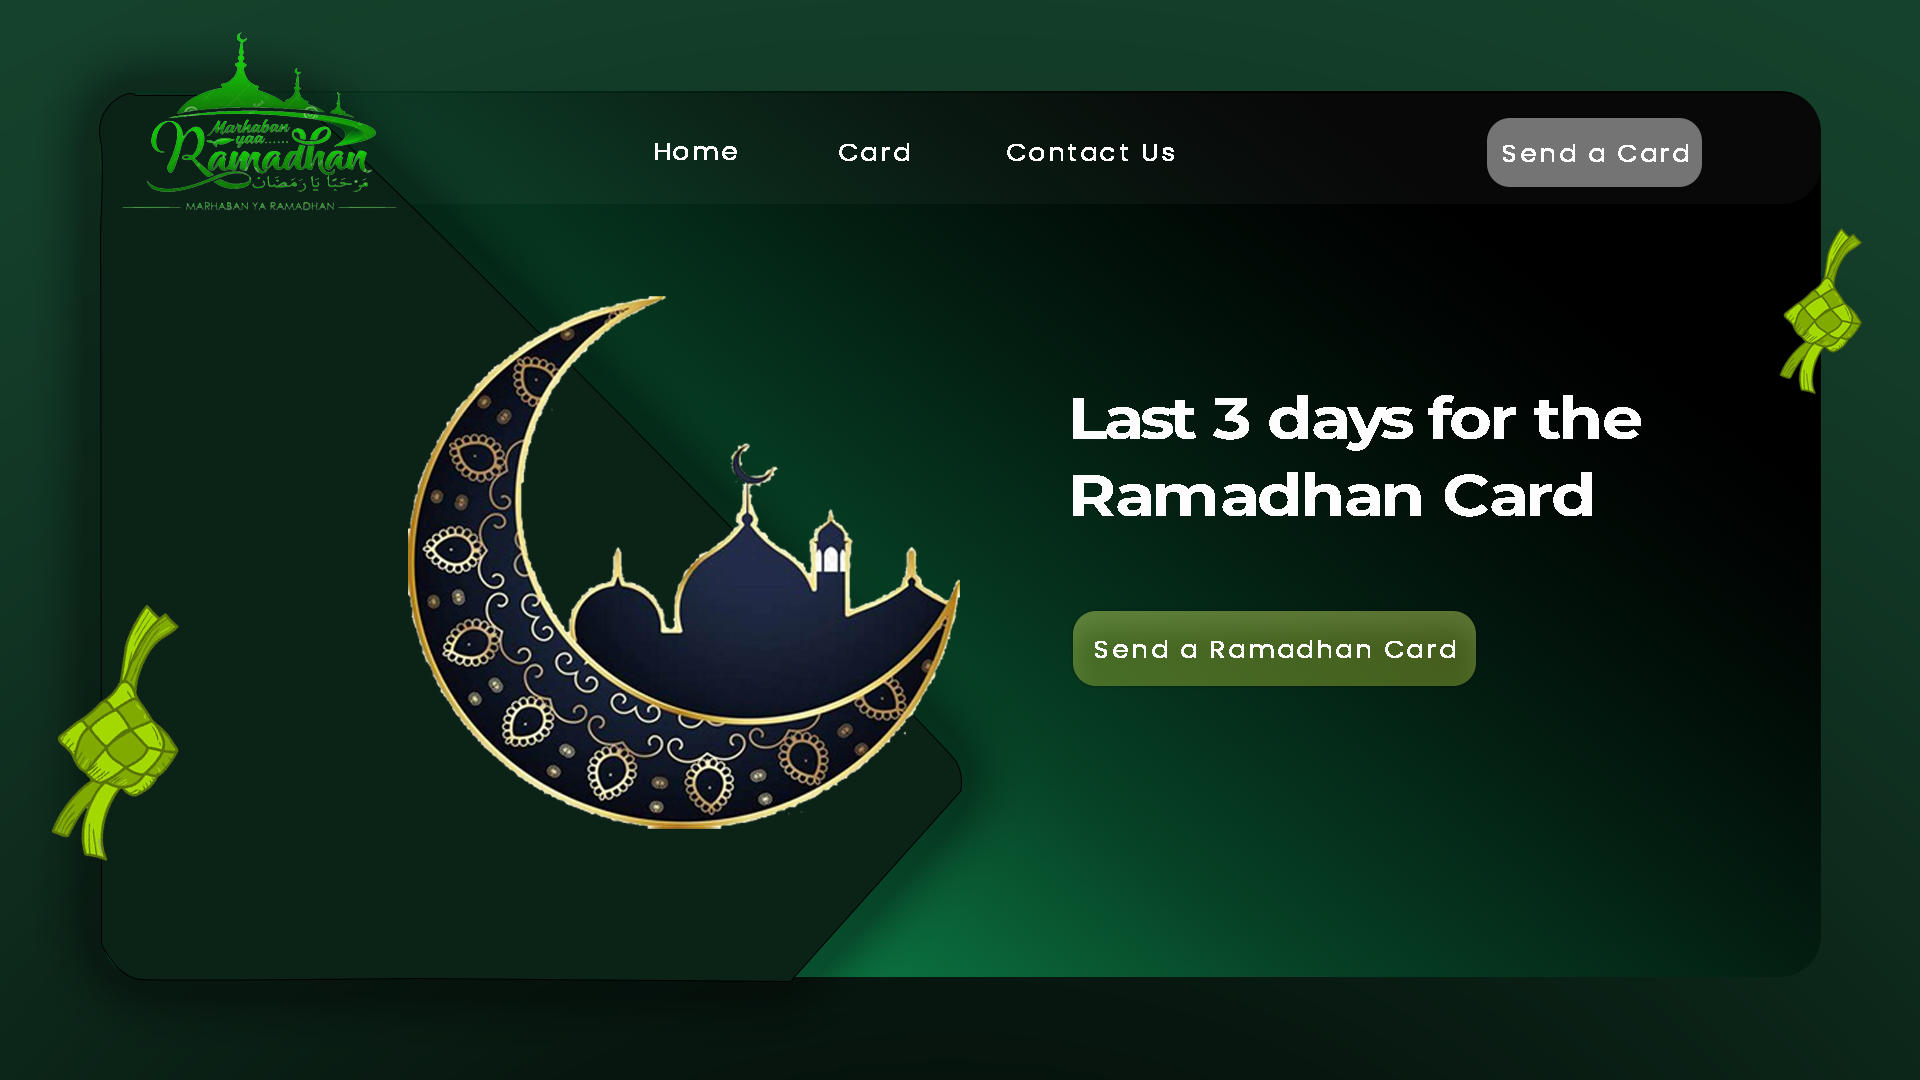 Marhaban
yaa......
Ramadhan
مَرْحَبًا يَا رَمَضَان
MARHABAN YA RAMADHAN
Home
Card
Contact Us
Send a Card
Last 3 days for the
Ramadhan Card
Send a Ramadhan Card